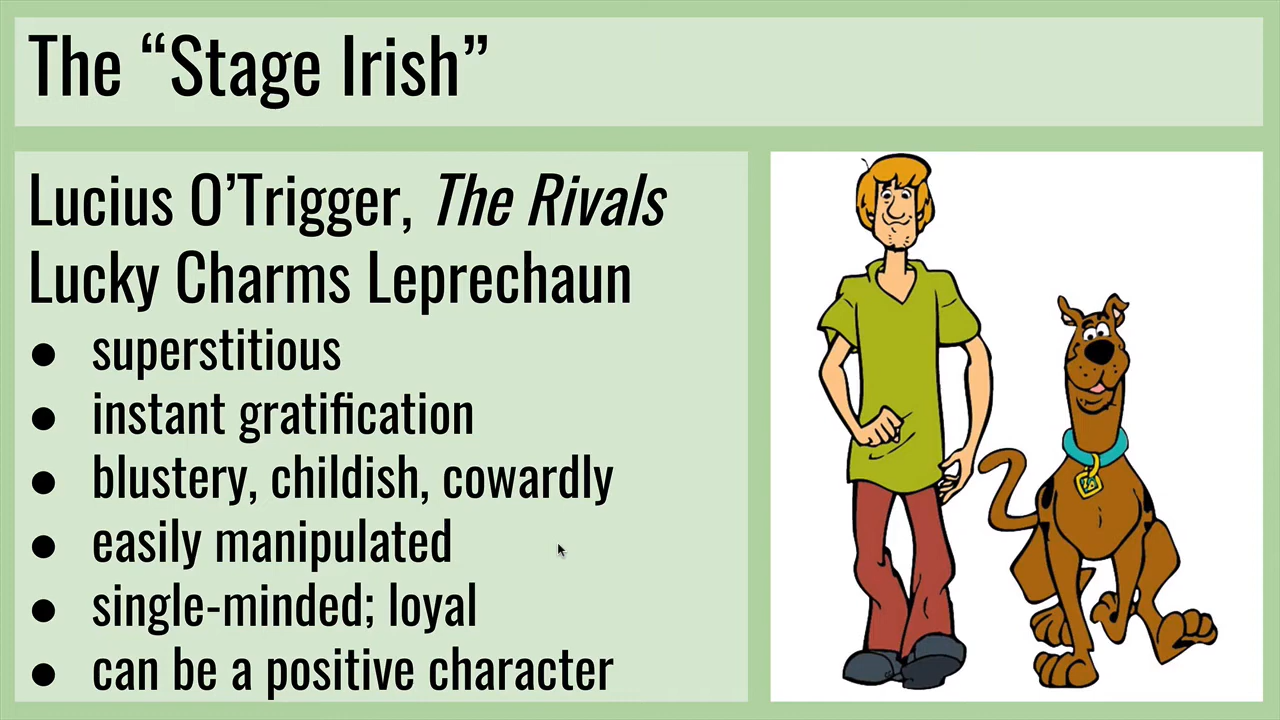 The “Stage Irish”
Lucius O’Trigger, The Rivals
Lucky Charms Leprechaun
● superstitious
● instant gratification
● blustery, childish, cowardly
● easily manipulated
● single-minded; loyal
● can be a positive character